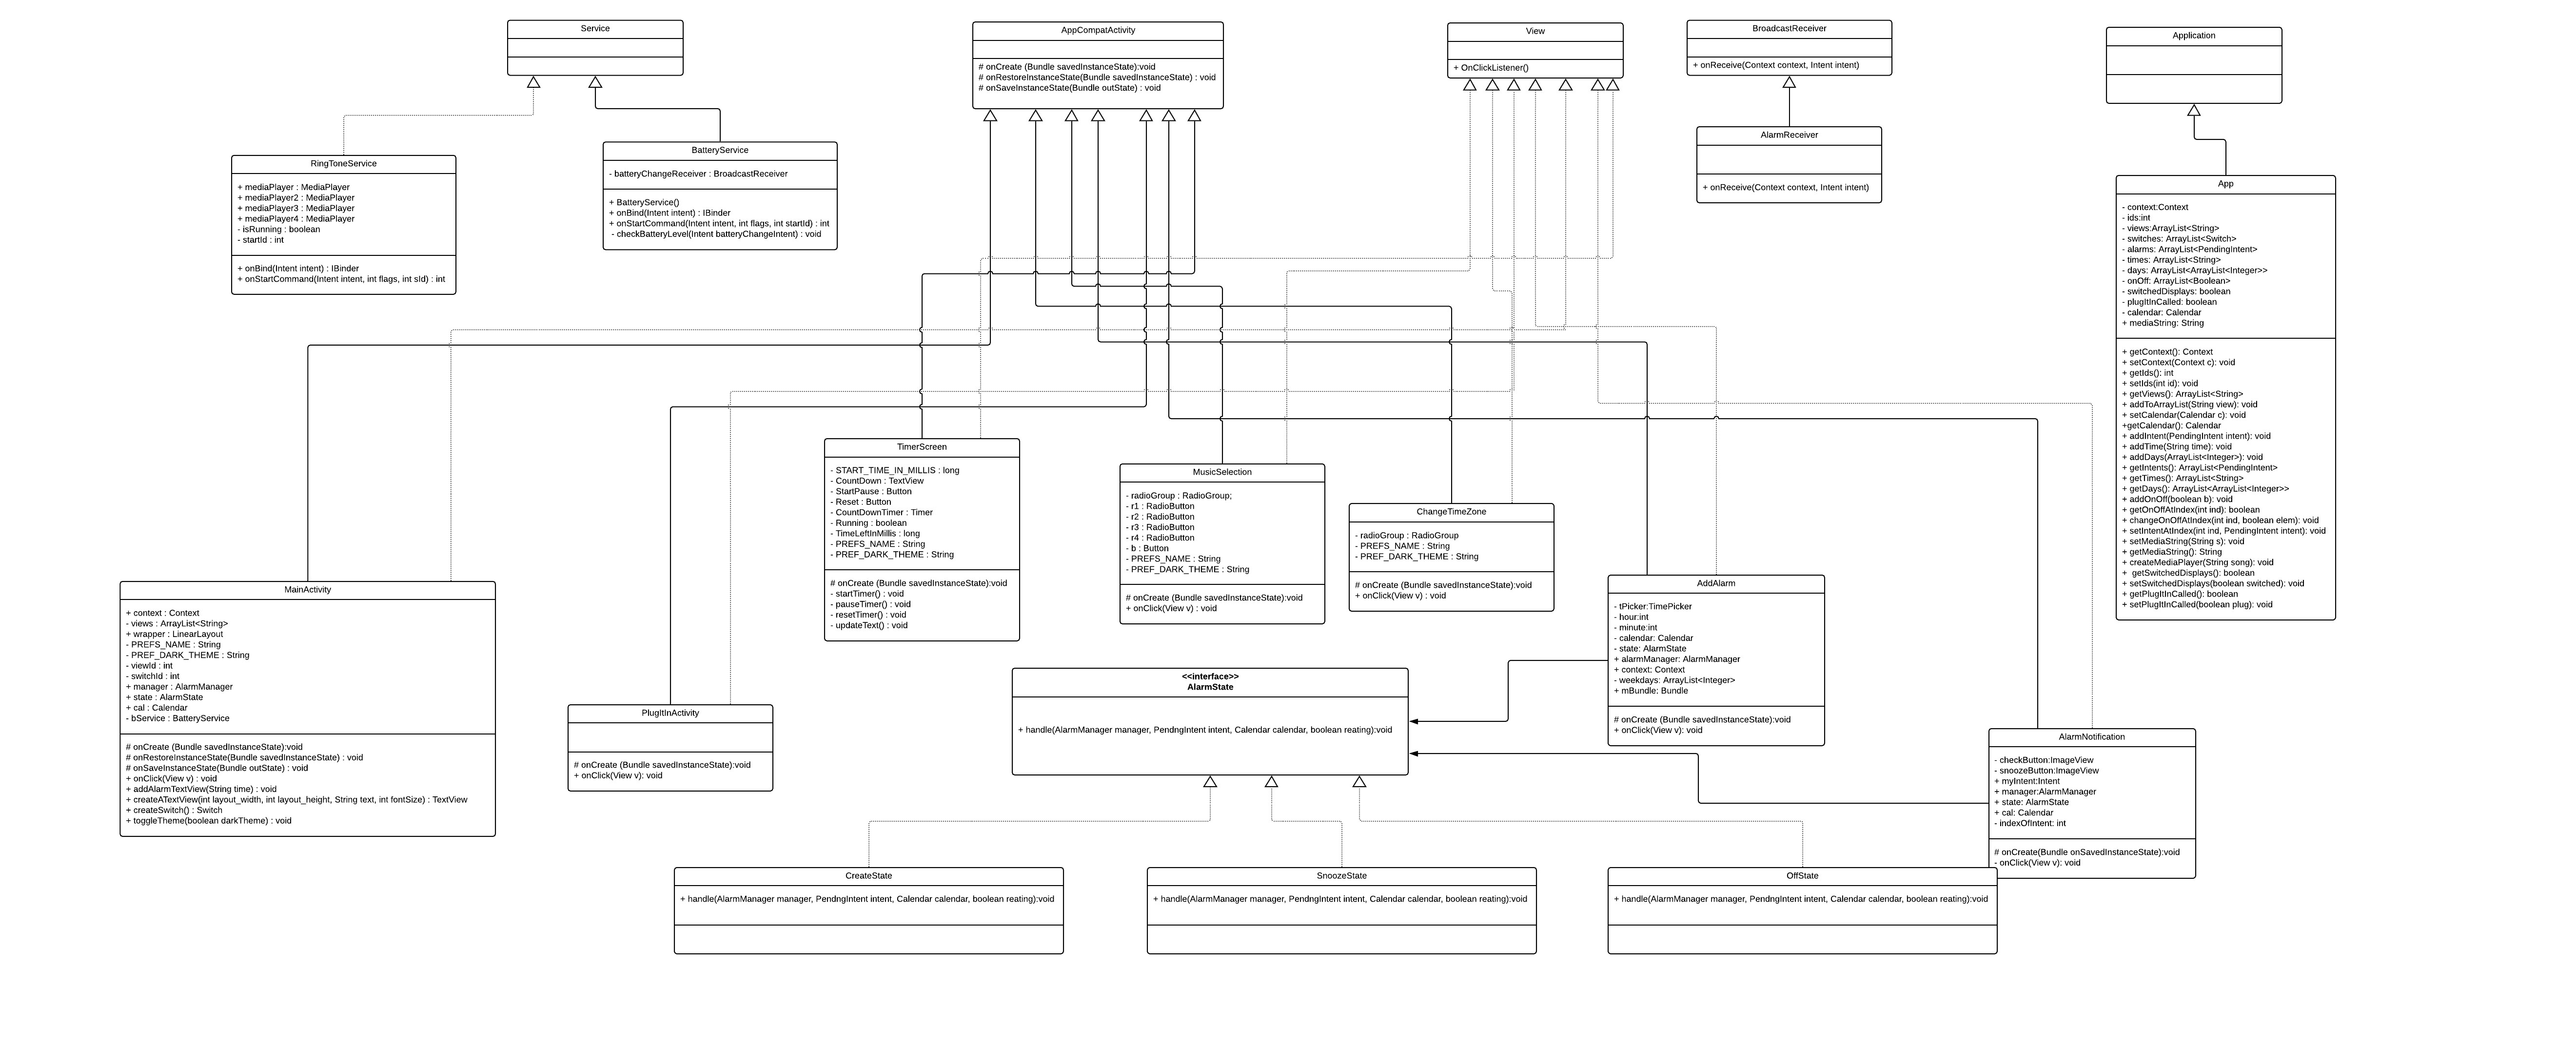 Service
AppCompatActivity
# onCreate (Bundle savedInstanceState):void
# onRestoreInstanceState(Bundle savedInstanceState) : void
# onSaveInstanceState(Bundle outState) : void
View
+ OnClickListener()
BroadcastReceiver
+ onReceive(Context context, Intent intent)
Application
RingToneService
+ mediaPlayer : MediaPlayer
+ mediaPlayer2 : MediaPlayer
+ mediaPlayer3 : MediaPlayer
+ mediaPlayer4 : MediaPlayer
- isRunning : boolean
- startId : int
+ onBind(Intent intent) : IBinder
+ onStartCommand(Intent intent, int flags, int sId) : int
BatteryService
- batteryChangeReceiver : BroadcastReceiver
+ BatteryService()
+ onBind(Intent intent) : IBinder
+ onStartCommand(Intent intent, int flags, int startId) : int
- checkBatteryLevel(Intent batteryChangeIntent) : void
AlarmReceiver
+ onReceive(Context context, Intent intent)
App
- context:Context
- ids:int
- views:ArrayList<String>
- switches: ArrayList<Switch>
- alarms: ArrayList<PendingIntent>
- times: ArrayList<String>
- days: ArrayList<ArrayList<Integer>>
- onOff: ArrayList<Boolean>
- switchedDisplays: boolean
- plugItInCalled: boolean
- calendar: Calendar
+ mediaString: String
+ getContext(): Context
+ setContext(Context c): void
+ getIds(): int
+ setIds(int id): void
+ getViews(): ArrayList<String>
+ addToArrayList(String view): void
+ setCalendar(Calendar c): void
+getCalendar(): Calendar
+ addIntent(PendingIntent intent): void
+ addTime(String time): void
+ addDays(ArrayList<Integer>): void
+ getIntents(): ArrayList<PendingIntent>
+ getTimes(): ArrayList<String>
+ getDays(): ArrayList<ArrayList<Integer>>
+ addOnOff(boolean b): void
+ getOnOffAtIndex(int ind): boolean
+ changeOnOffAtIndex(int ind, boolean elem): void
+ setIntentAtIndex(int ind, PendingIntent intent): void
+ setMediaString(String s): void
+ getMediaString(): String
+ createMediaPlayer(String song): void
+ getSwitchedDisplays(): boolean
+ setSwitchedDisplays(boolean switched): void
+ getPlugItInCalled(): boolean
+ setPlugItInCalled(boolean plug): void
TimerScreen
- START_TIME_IN_MILLIS : long
- CountDown : TextView
- StartPause : Button
- Reset : Button
- CountDownTimer : Timer
- Running : boolean
- TimeLeftInMillis : long
- PREFS_NAME : String
- PREF_DARK_THEME : String
# onCreate (Bundle savedInstanceState):void
- startTimer() : void
- pauseTimer() : void
- resetTimer() : void
- updateText() : void
MusicSelection
- radioGroup : RadioGroup;
- r1 : RadioButton
- r2 : RadioButton
- r3 : RadioButton
- r4 : RadioButton
- b : Button
- PREFS_NAME : String
- PREF_DARK_THEME : String
# onCreate (Bundle savedInstanceState):void
+ onClick(View v) : void
ChangeTimeZone
- radioGroup : RadioGroup
- PREFS_NAME : String
- PREF_DARK_THEME : String
# onCreate (Bundle savedInstanceState):void
+ onClick(View v) : void
AddAlarm
- tPicker:TimePicker
- hour:int
- minute:int
- calendar: Calendar
- state: AlarmState
+ alarmManager: AlarmManager
+ context: Context
- weekdays: ArrayList<Integer>
+ mBundle: Bundle
# onCreate (Bundle savedInstanceState):void
+ onClick(View v): void
MainActivity
+ context : Context
- views : ArrayList<String>
+ wrapper : LinearLayout
- PREFS_NAME : String
- PREF_DARK_THEME : String
- viewId : int
- switchId : int
+ manager : AlarmManager
+ state : AlarmState
+ cal : Calendar
- bService : BatteryService
# onCreate (Bundle savedInstanceState):void
# onRestoreInstanceState(Bundle savedInstanceState) : void
# onSaveInstanceState(Bundle outState) : void
+ onClick(View v) : void
+ addAlarmTextView(String time) : void
+ createATextView(int layout_width, int layout_height, String text, int fontSize) : TextView
+ createSwitch() : Switch
+ toggleTheme(boolean darkTheme) : void
PlugItInActivity
# onCreate (Bundle savedInstanceState):void
+ onClick(View v): void
<<interface>>
AlarmState
+ handle(AlarmManager manager, PendngIntent intent, Calendar calendar, boolean reating):void
AlarmNotification
- checkButton:ImageView
- snoozeButton:ImageView
+ myIntent:Intent
+ manager:AlarmManager
+ state: AlarmState
+ cal: Calendar
- indexOfIntent: int
# onCreate(Bundle onSavedInstanceState):void
- onClick(View v): void
CreateState
+ handle(AlarmManager manager, PendngIntent intent, Calendar calendar, boolean reating):void
SnoozeState
+ handle(AlarmManager manager, PendngIntent intent, Calendar calendar, boolean reating):void
OffState
+ handle(AlarmManager manager, PendngIntent intent, Calendar calendar, boolean reating):void